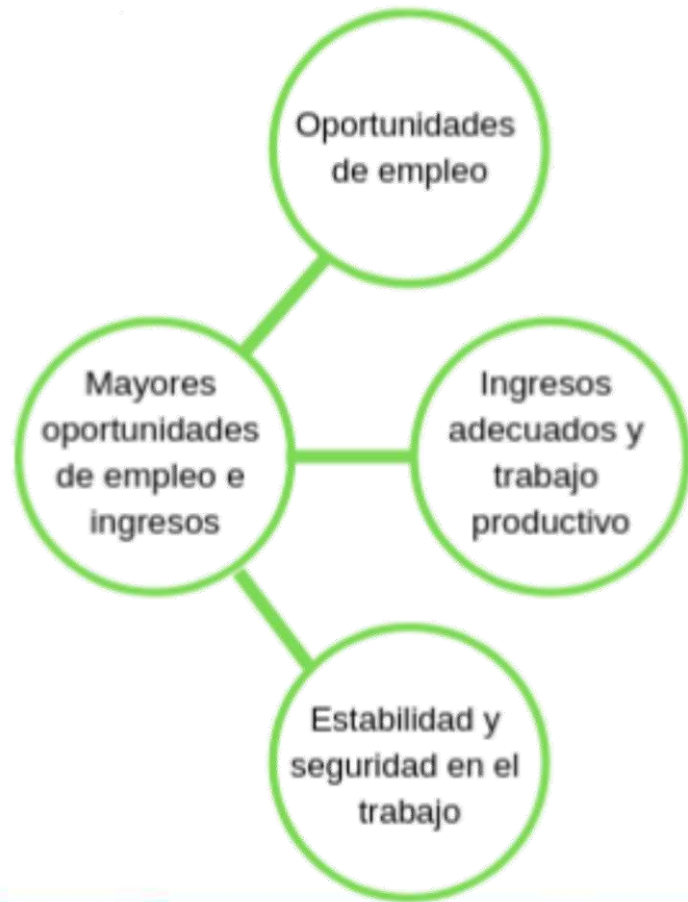 Oportunidades
de empleo
Mayores
oportunidades
de empleo e
ingresos
Ingresos
adecuados y
trabajo
productivo
Estabilidad y
seguridad en el
trabajo